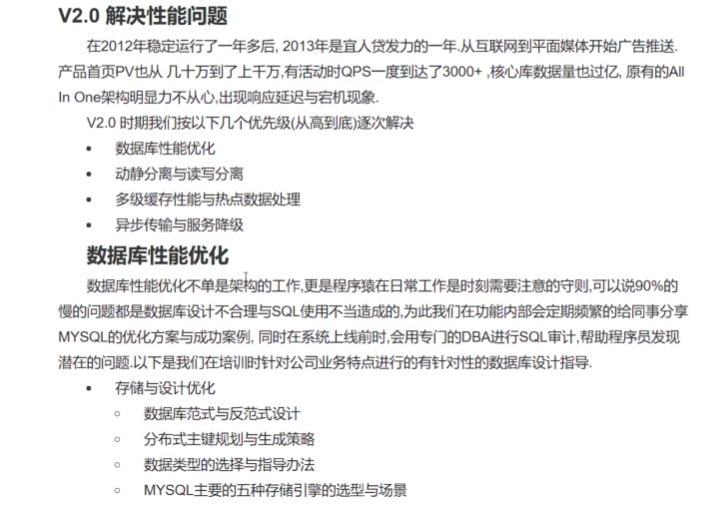 V2.0 解决性能问题
在2012年稳定运行了一年多后, 2013年是宜人贷发力的一年.从互联网到平面媒体开始广告推送.
产品首页PV也从 几十万到了上千万,有活动时QPS一度到达了3000+ ,核心库数据量也过亿, 原有的All
In One架构明显力不从心,出现响应延迟与宕机现象.
V2.0 时期我们按以下几个优先级(从高到底)逐次解决
• 数据库性能优化
• 动静分离与读写分离
• 多级缓存性能与热点数据处理
• 异步传输与服务降级
数据库性能优化
数据库性能优化不单是架构的工作,更是程序猿在日常工作是时刻需要注意的守则,可以说90%的
慢的问题都是数据库设计不合理与SQL使用不当造成的,为此我们在功能内部会定期频繁的给同事分享
MYSQL的优化方案与成功案例, 同时在系统上线前时,会用专门的DBA进行SQL审计,帮助程序员发现
潜在的问题.以下是我们在培训时针对公司业务特点进行的有针对性的数据库设计指导.
• 存储与设计优化
○ 数据库范式与反范式设计
○ 分布式主键规划与生成策略
○ 数据类型的选择与指导办法
○ MYSQL主要的五种存储引擎的选型与场景